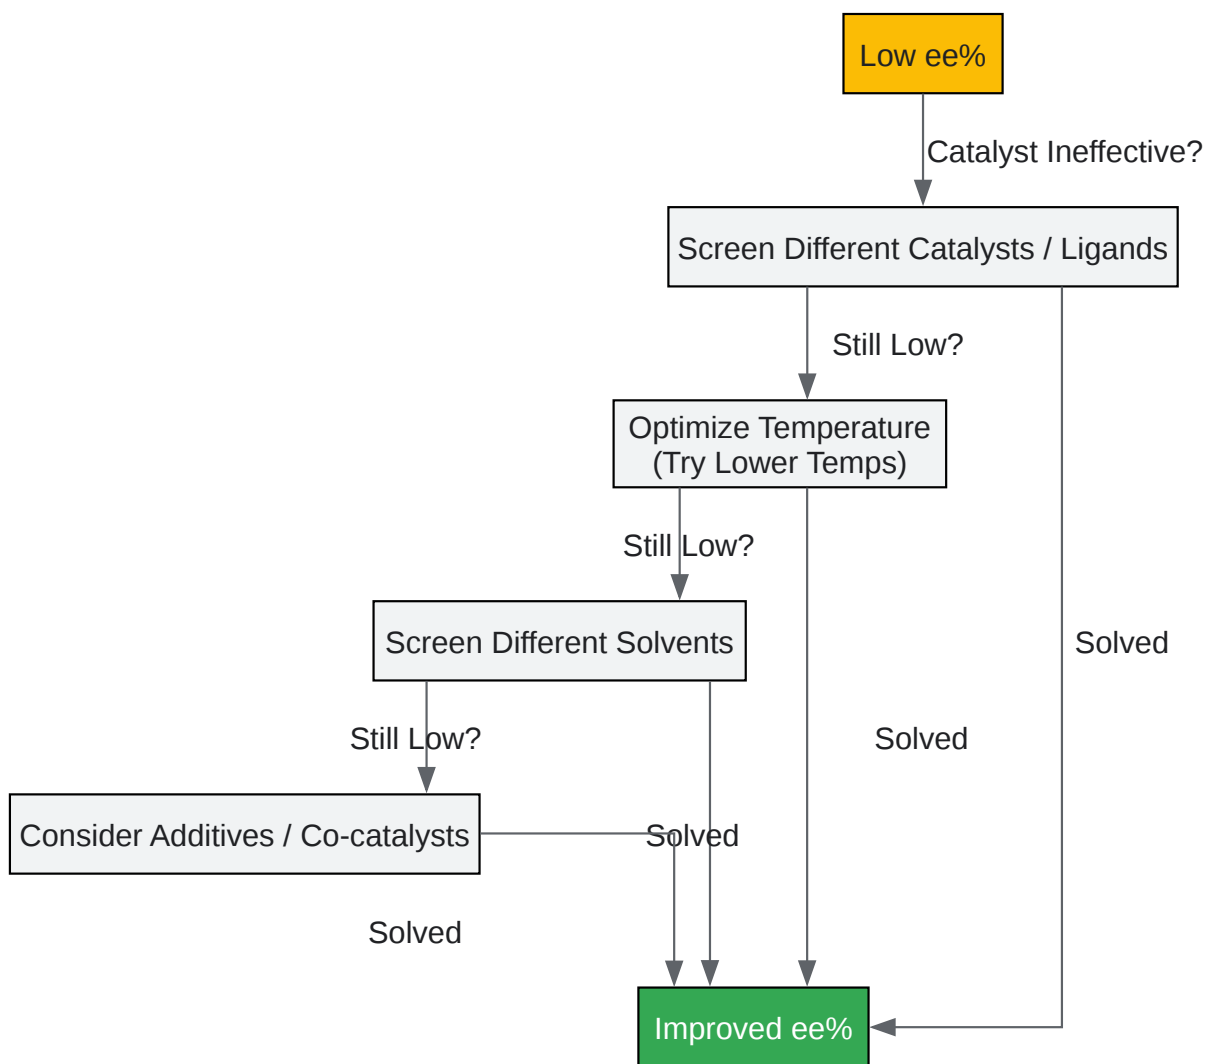 Low ee%
Catalyst Ineffective?
Screen Different Catalysts / Ligands
Still Low?
Optimize Temperature
(Try Lower Temps)
Still Low?
Screen Different Solvents
Solved
Still Low?
Solved
Consider Additives / Co-catalysts
Solved
Solved
Improved ee%